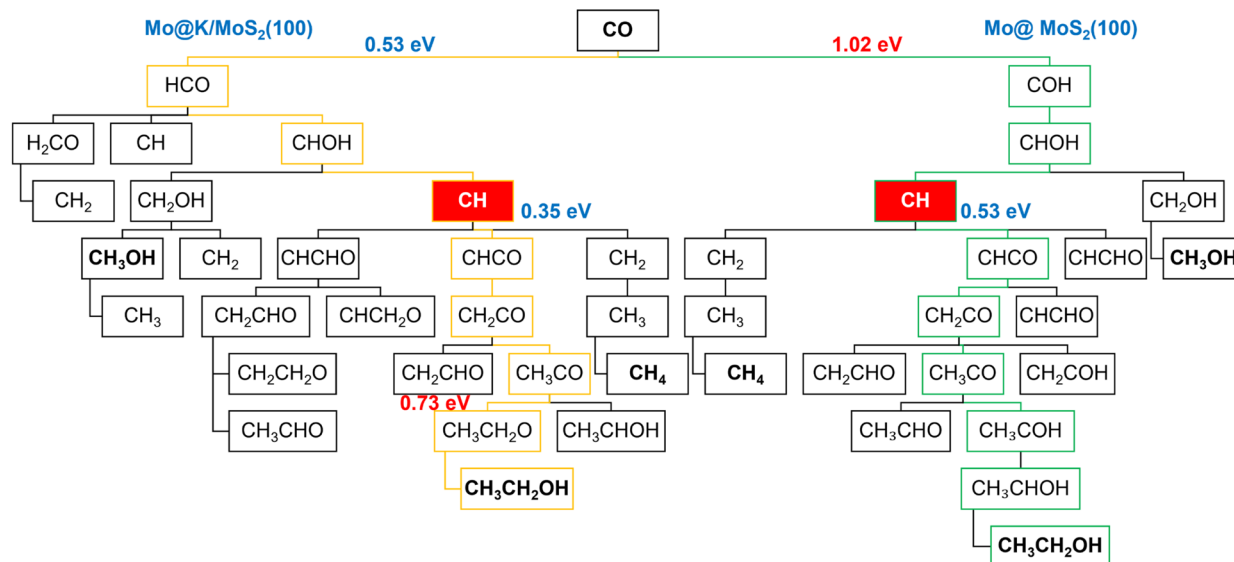 Mo@K/MoS₂(100)
CO
Mo@ MoS₂(100)
0.53 eV
1.02 eV
HCO
COH
H₂CO
CH
CHOH
CHOH
CH₂
CH₂OH
CH
0.35 eV
CH
0.53 eV
CH₂OH
CH₃OH
CH₂
CHCHO
CHCO
CH₂
CH₂
CHCO
CHCHO
CH₃OH
CH₃
CH₂CHO
CHCH₂O
CH₂CO
CH₃
CH₃
CH₂CO
CHCHO
CH₂CH₂O
CH₂CHO
CH₃CO
CH₄
CH₄
CH₂CHO
CH₃CO
CH₂COH
0.73 eV
CH₃CHO
CH₃CH₂O
CH₃CHOH
CH₃CHO
CH₃COH
CH₃CH₂OH
CH₃CHOH
CH₃CH₂OH